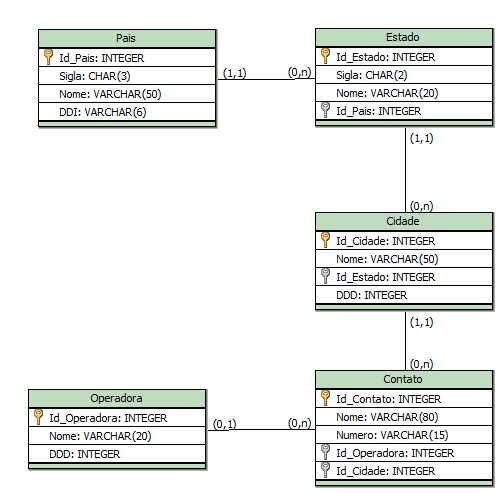 Pais
Id_Pais: INTEGER
Sigla: CHAR(3)
Nome: VARCHAR(50)
DDI: VARCHAR(6)
(1,1)
(0,n)
Estado
Id_Estado: INTEGER
Sigla: CHAR(2)
Nome: VARCHAR(20)
Id_Pais: INTEGER
(1,1)
(0,n)
Cidade
Id_Cidade: INTEGER
Nome: VARCHAR(50)
Id_Estado: INTEGER
DDD: INTEGER
(1,1)
(0,n)
Operadora
Id_Operadora: INTEGER
Nome: VARCHAR(20)
DDD: INTEGER
(0,1)
(0,n)
Contato
Id_Contato: INTEGER
Nome: VARCHAR(80)
Numero: VARCHAR(15)
Id_Operadora: INTEGER
Id_Cidade: INTEGER